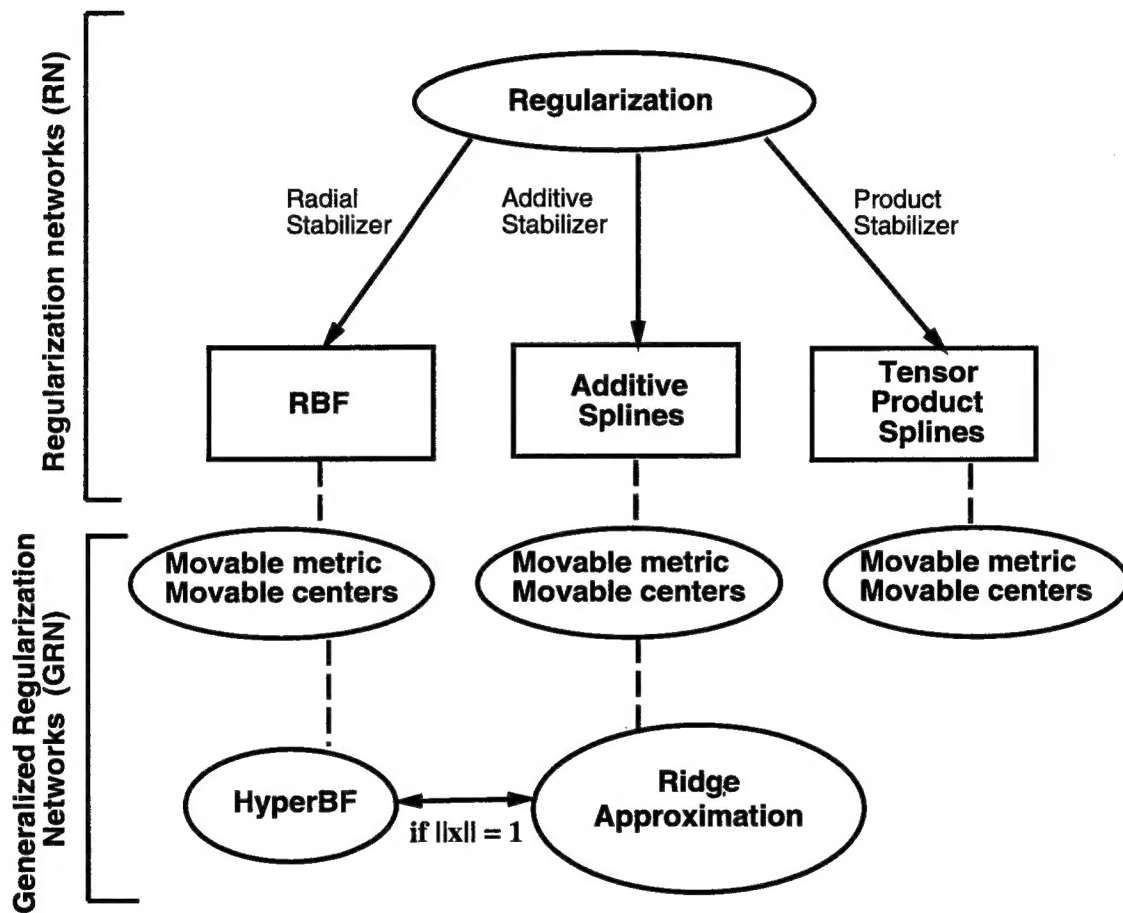 Regularization networks (RN)
Regularization
Radial
Stabilizer
Additive
Stabilizer
Product
Stabilizer
RBF
Additive
Splines
Tensor
Product
Splines
Generalized Regularization
Networks (GRN)
Movable metric
Movable centers
Movable metric
Movable centers
Movable metric
Movable centers
HyperBF
if ||x|| = 1
Ridge
Approximation